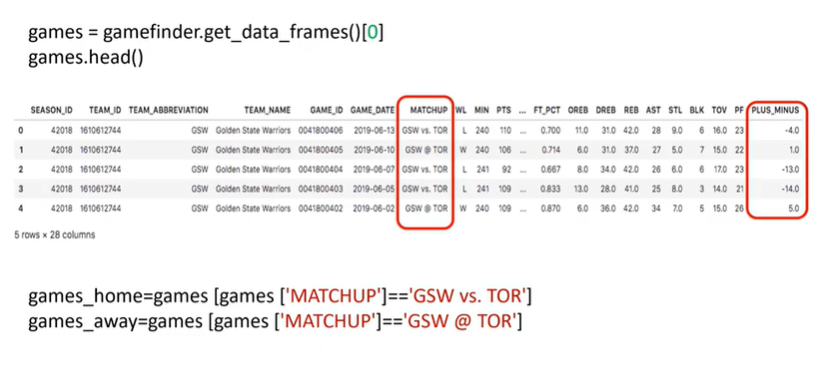 games = gamefinder.get_data_frames()[0]
games.head()
SEASON_ID TEAM_ID TEAM_ABBREVIATION TEAM_NAME GAME_ID GAME_DATE MATCHUP WL MIN PTS ... FT_PCT OREB DREB REB AST STL BLK TOV PF PLUS_MINUS
0 42018 1610612744 GSW Golden State Warriors 0041800406 2019-06-13 GSW vs. TOR L 240 110 ... 0.700 11.0 31.0 42.0 28 9.0 6 16.0 23 -4.0
1 42018 1610612744 GSW Golden State Warriors 0041800405 2019-06-10 GSW @ TOR W 240 106 ... 0.714 6.0 31.0 37.0 27 5.0 7 15.0 22 1.0
2 42018 1610612744 GSW Golden State Warriors 0041800404 2019-06-07 GSW vs. TOR L 241 92 ... 0.667 8.0 34.0 42.0 26 6.0 6 17.0 23 -13.0
3 42018 1610612744 GSW Golden State Warriors 0041800403 2019-06-05 GSW vs. TOR L 241 109 ... 0.833 13.0 28.0 41.0 25 8.0 3 14.0 21 -14.0
4 42018 1610612744 GSW Golden State Warriors 0041800402 2019-06-02 GSW @ TOR W 240 109 ... 0.870 6.0 36.0 42.0 34 7.0 5 15.0 26 5.0
5 rows × 28 columns
games_home=games [games ['MATCHUP']=='GSW vs. TOR']
games_away=games [games ['MATCHUP']=='GSW @ TOR']